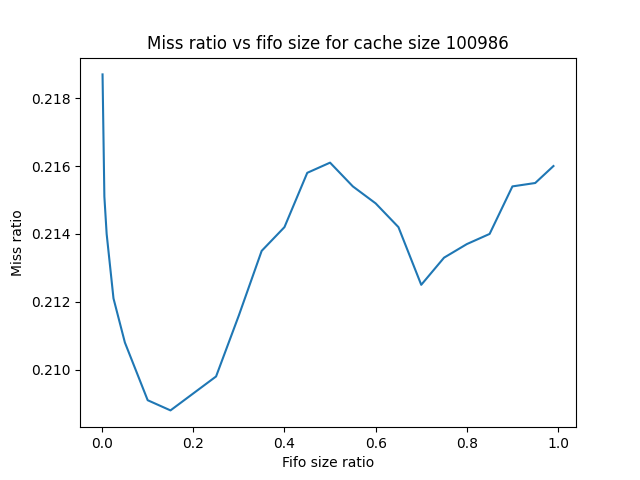 Miss ratio vs fifo size for cache size 100986
Miss ratio
0.218
0.216
0.214
0.212
0.210
0.0 0.2 0.4 0.6 0.8 1.0
Fifo size ratio